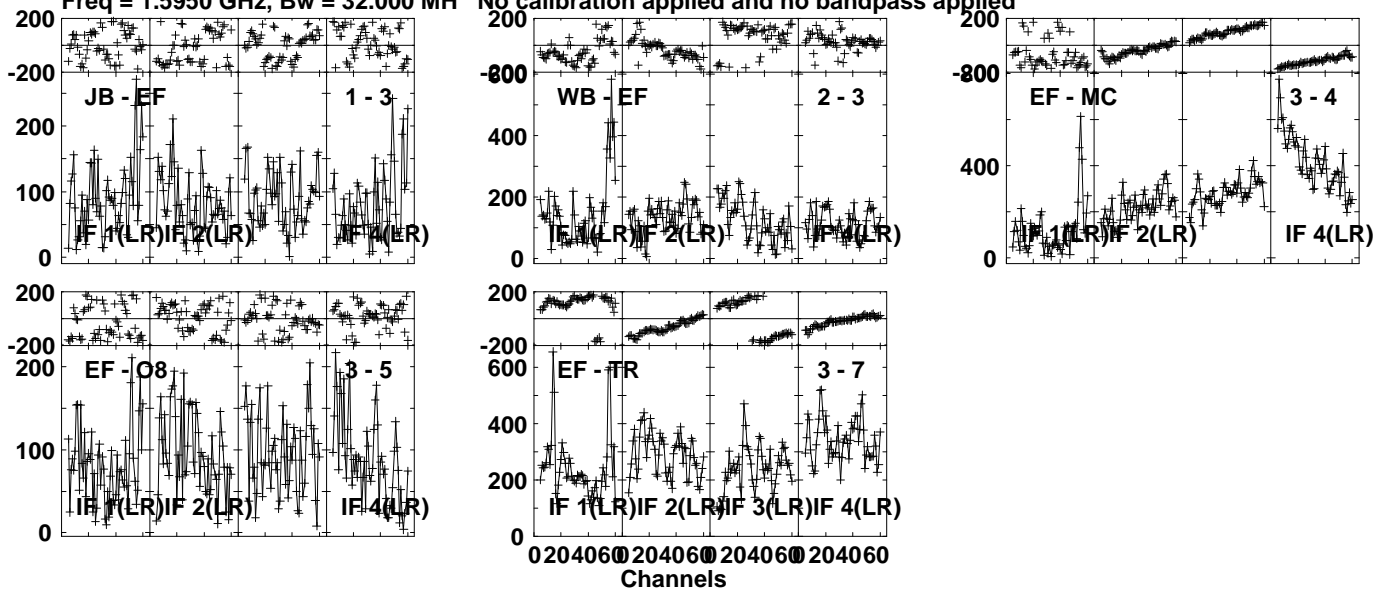 Freq = 1.5950 GHz, Bw = 32.000 MH No calibration applied and no bandpass applied
200
-200
JB - EF 1 - 3
200
100
0
IF 1(LR) IF 2(LR) IF 4(LR)
200
-200
600
WB - EF 2 - 3
400
200
0
IF 1(LR) IF 2(LR) IF 4(LR)
200
-200
800
EF - MC 3 - 4
400
0
IF 1(LR) IF 2(LR) IF 4(LR)
200
-200
EF - O8 3 - 5
200
100
0
IF 1(LR) IF 2(LR) IF 4(LR)
200
-200
EF - TR 3 - 7
600
400
200
0
IF 1(LR) IF 2(LR) IF 3(LR) IF 4(LR)
0 20 40 60 0 20 40 60 0 20 40 60 0 20 40 60
Channels